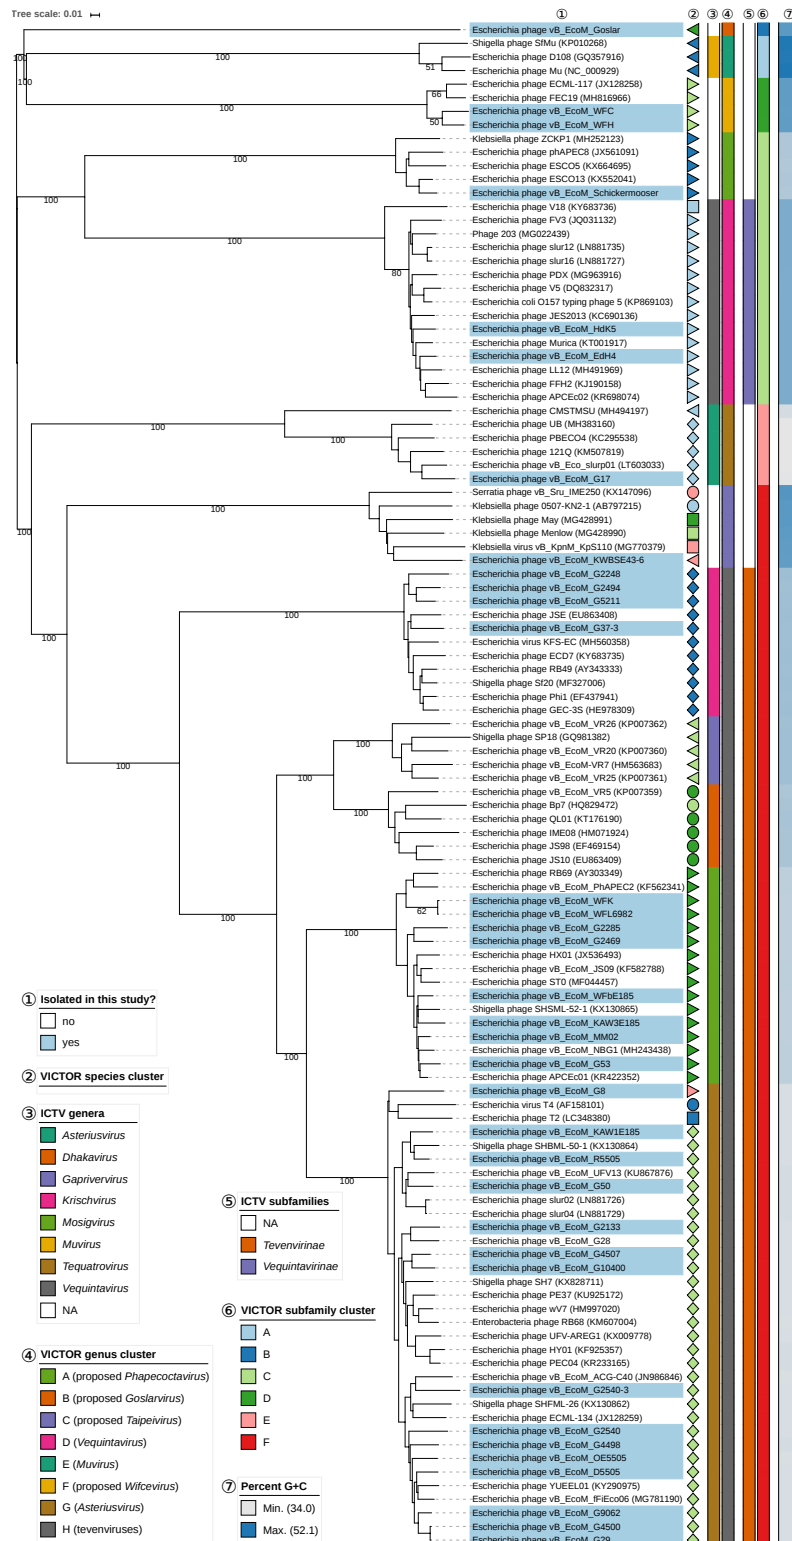 Tree scale: 0.01
① ② ③ ④ ⑤ ⑥ ⑦
Escherichia phage vB_EcoM_Goslar
Shigella phage SfMu (KP010268)
Escherichia phage D108 (GQ357916)
Escherichia phage Mu (NC_000929)
Escherichia phage ECML-117 (JX128258)
Escherichia phage FEC19 (MH816966)
Escherichia phage vB_EcoM_WFC
Escherichia phage vB_EcoM_WFH
Klebsiella phage ZCKP1 (MH252123)
Escherichia phage phAPEC8 (JX561091)
Escherichia phage ESCO5 (KX664695)
Escherichia phage ESCO13 (KX552041)
Escherichia phage vB_EcoM_Schickermooser
Escherichia phage V18 (KY683736)
Escherichia phage FV3 (JQ031132)
Phage 203 (MG022439)
Escherichia phage slur12 (LN881735)
Escherichia phage slur16 (LN881727)
Escherichia phage PDX (MG963916)
Escherichia phage V5 (DQ832317)
Escherichia coli O157 typing phage 5 (KP869103)
Escherichia phage JES2013 (KC690136)
Escherichia phage vB_EcoM_HdK5
Escherichia phage Murica (KT001917)
Escherichia phage vB_EcoM_EdH4
Escherichia phage LL12 (MH491969)
Escherichia phage FFH2 (KJ190158)
Escherichia phage APCEc02 (KR698074)
Escherichia phage CMSTMSU (MH494197)
Escherichia phage UB (MH383160)
Escherichia phage PBECO4 (KC295538)
Escherichia phage 121Q (KM507819)
Escherichia phage vB_Eco_slurp01 (LT603033)
Escherichia phage vB_EcoM_G17
Serratia phage vB_Sru_IME250 (KX147096)
Klebsiella phage 0507-KN2-1 (AB797215)
Klebsiella phage May (MG428991)
Klebsiella phage Menlow (MG428990)
Klebsiella virus vB_KpnM_KpS110 (MG770379)
Escherichia phage vB_EcoM_KWBSE43-6
Escherichia phage vB_EcoM_G2248
Escherichia phage vB_EcoM_G2494
Escherichia phage vB_EcoM_G5211
Escherichia phage JSE (EU863408)
Escherichia phage vB_EcoM_G37-3
Escherichia virus KFS-EC (MH560358)
Escherichia phage ECD7 (KY683735)
Escherichia phage RB49 (AY343333)
Shigella phage Sf20 (MF327006)
Escherichia phage Phi1 (EF437941)
Escherichia phage GEC-3S (HE978309)
Escherichia phage vB_EcoM_VR26 (KP007362)
Shigella phage SP18 (GQ981382)
Escherichia phage vB_EcoM_VR20 (KP007360)
Escherichia phage vB_EcoM-VR7 (HM563683)
Escherichia phage vB_EcoM_VR25 (KP007361)
Escherichia phage vB_EcoM_VR5 (KP007359)
Escherichia phage Bp7 (HQ829472)
Escherichia phage QL01 (KT176190)
Escherichia phage IME08 (HM071924)
Escherichia phage JS98 (EF469154)
Escherichia phage JS10 (EU863409)
Escherichia phage RB69 (AY303349)
Escherichia phage vB_EcoM_PhAPEC2 (KF562341)
Escherichia phage vB_EcoM_WFK
Escherichia phage vB_EcoM_WFL6982
Escherichia phage vB_EcoM_G2285
Escherichia phage vB_EcoM_G2469
Escherichia phage HX01 (JX536493)
Escherichia phage vB_EcoM_JS09 (KF582788)
Escherichia phage ST0 (MF044457)
Escherichia phage vB_EcoM_WFbE185
Shigella phage SHSML-52-1 (KX130865)
Escherichia phage vB_EcoM_KAW3E185
Escherichia phage vB_EcoM_MM02
Escherichia phage vB_EcoM_NBG1 (MH243438)
Escherichia phage vB_EcoM_G53
Escherichia phage APCEc01 (KR422352)
Escherichia phage vB_EcoM_G8
Escherichia virus T4 (AF158101)
Escherichia phage T2 (LC348380)
Escherichia phage vB_EcoM_KAW1E185
Shigella phage SHBML-50-1 (KX130864)
Escherichia phage vB_EcoM_R5505
Escherichia phage vB_EcoM_UFV13 (KU867876)
Escherichia phage vB_EcoM_G50
Escherichia phage slur02 (LN881726)
Escherichia phage slur04 (LN881729)
Escherichia phage vB_EcoM_G2133
Escherichia phage vB_EcoM_G28
Escherichia phage vB_EcoM_G4507
Escherichia phage vB_EcoM_G10400
Shigella phage SH7 (KX828711)
Escherichia phage PE37 (KU925172)
Escherichia phage wV7 (HM997020)
Enterobacteria phage RB68 (KM607004)
Escherichia phage UFV-AREG1 (KX009778)
Escherichia phage HY01 (KF925357)
Escherichia phage PEC04 (KR233165)
Escherichia phage vB_EcoM_ACG-C40 (JN986846)
Escherichia phage vB_EcoM_G2540-3
Shigella phage SHFML-26 (KX130862)
Escherichia phage ECML-134 (JX128259)
Escherichia phage vB_EcoM_G2540
Escherichia phage vB_EcoM_G4498
Escherichia phage vB_EcoM_OE5505
Escherichia phage vB_EcoM_D5505
Escherichia phage YUEEL01 (KY290975)
Escherichia phage vB_EcoM_fFiEco06 (MG781190)
Escherichia phage vB_EcoM_G9062
Escherichia phage vB_EcoM_G4500
Escherichia phage vB_EcoM_G29
100
51
100
100
66
100
50
100
100
100
80
100
100
100
100
100
100
100
100
100
100
100
62
100
100
100
100
① Isolated in this study?
no
yes
② VICTOR species cluster
③ ICTV genera
Asteriusvirus
Dhakavirus
Gaprivervirus
Krischvirus
Mosigvirus
Muvirus
Tequatrovirus
Vequintavirus
NA
④ VICTOR genus cluster
A (proposed Phapecoctavirus)
B (proposed Goslarvirus)
C (proposed Taipeivirus)
D (Vequintavirus)
E (Muvirus)
F (proposed Wifcevirus)
G (Asteriusvirus)
H (tevenviruses)
⑤ ICTV subfamilies
NA
Tevenvirinae
Vequintavirinae
⑥ VICTOR subfamily cluster
A
B
C
D
E
F
⑦ Percent G+C
Min. (34.0)
Max. (52.1)